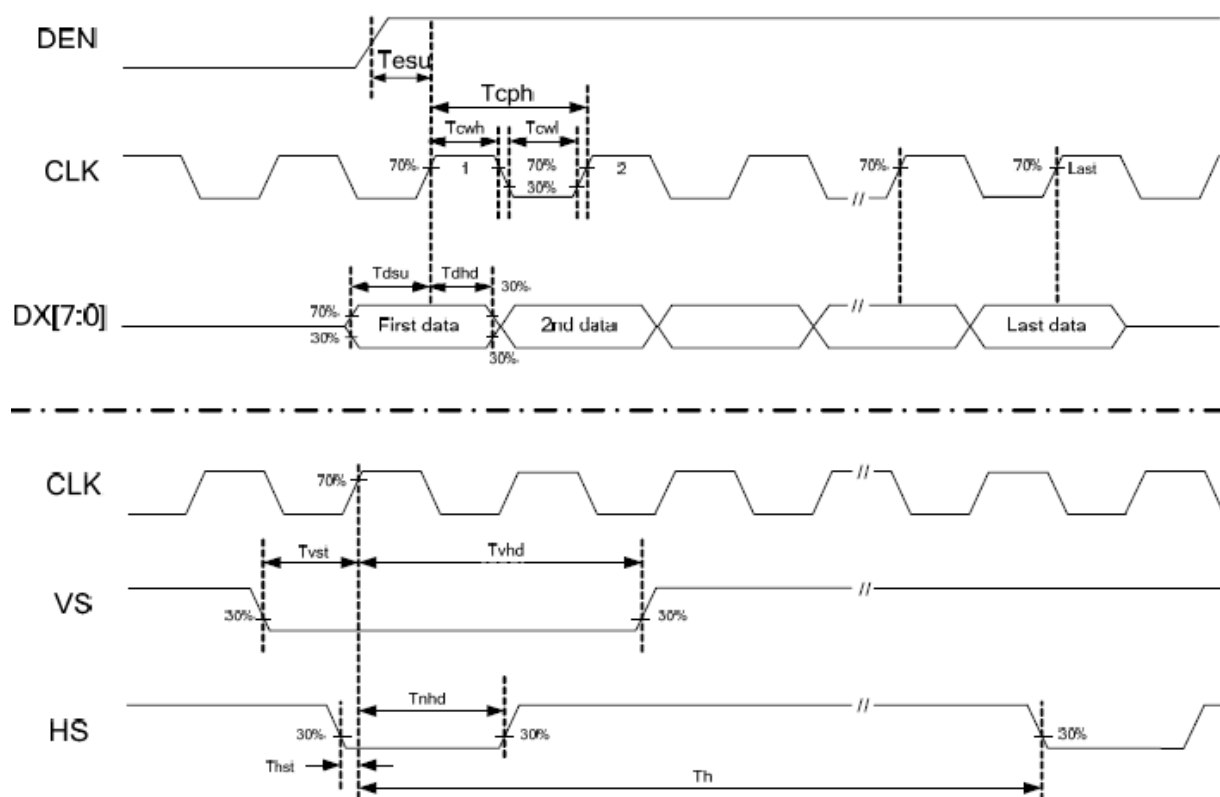 DEN
Tesu
Tcph
Tcwh Tcwl
CLK 70% 1 70% 30% 2 70% 70% Last
//
Tdsu Tdhd 30%
DX[7:0] 70% 30% First data 2nd data // Last data
30%
CLK 70% //
Tvst Tvhd
VS 30% 30% //
Tnhd
HS 30% 30% // 30%
Thst
Th